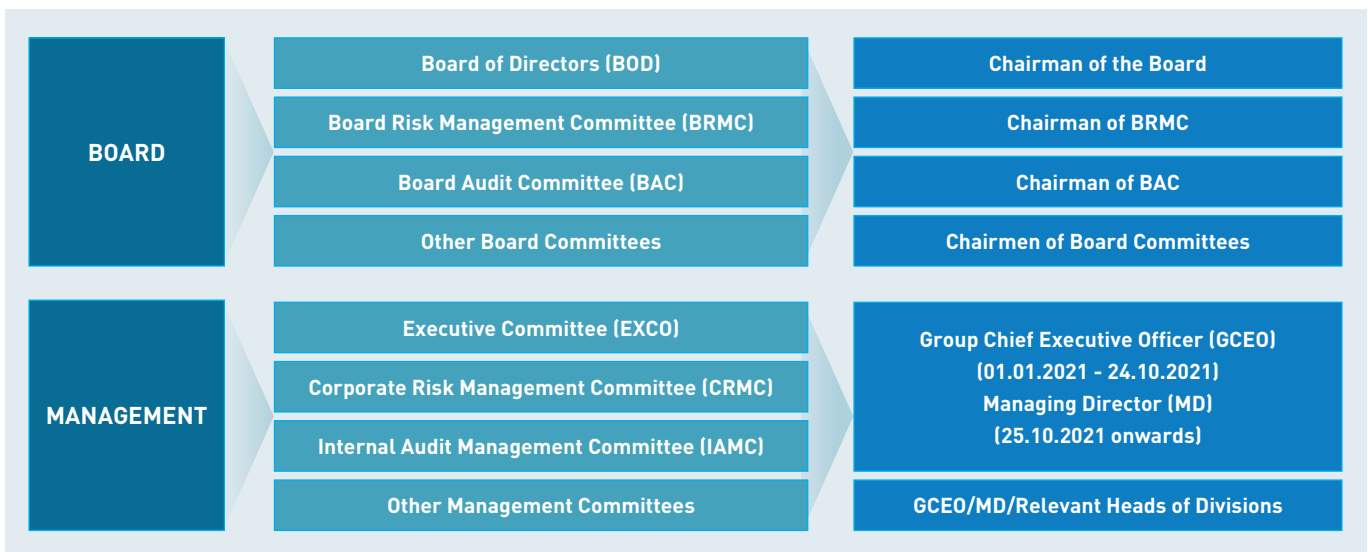 BOARD
Board of Directors (BOD)
Board Risk Management Committee (BRMC)
Board Audit Committee (BAC)
Other Board Committees
Chairman of the Board
Chairman of BRMC
Chairman of BAC
Chairmen of Board Committees
MANAGEMENT
Executive Committee (EXCO)
Corporate Risk Management Committee (CRMC)
Internal Audit Management Committee (IAMC)
Other Management Committees
Group Chief Executive Officer (GCEO)
(01.01.2021 - 24.10.2021)
Managing Director (MD)
(25.10.2021 onwards)
GCEO/MD/Relevant Heads of Divisions